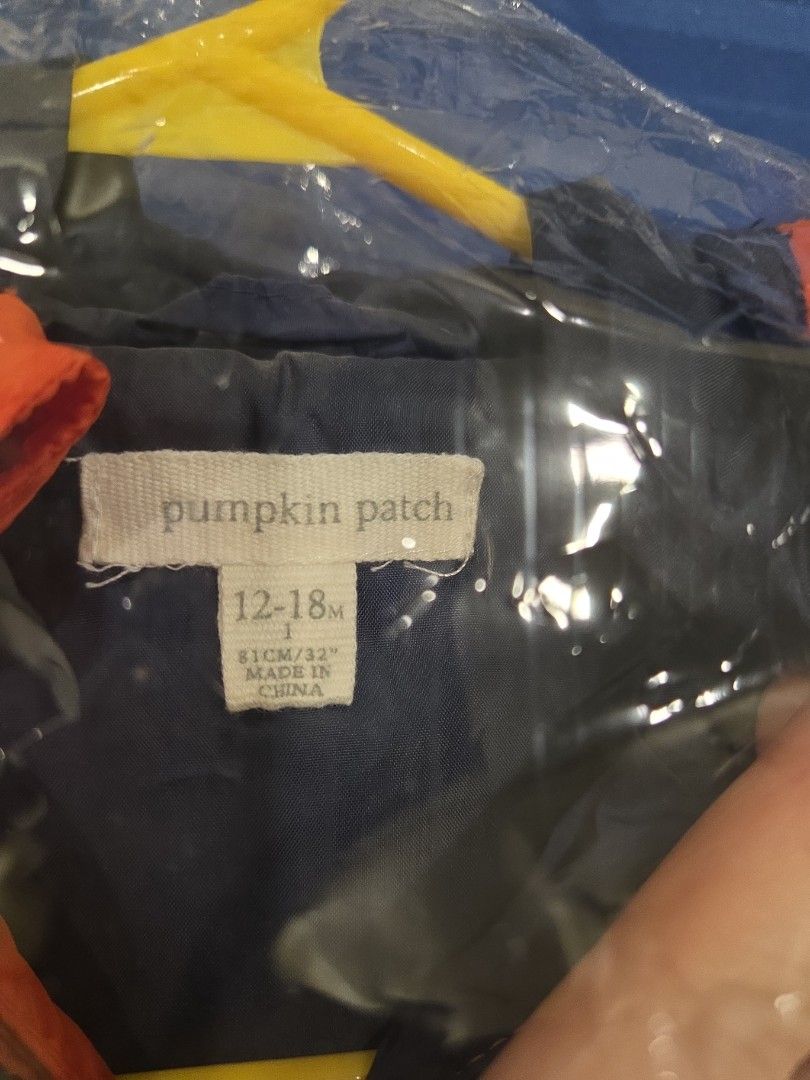 pumpkin patch
12-18M
1
81CM/32"
MADE IN
CHINA